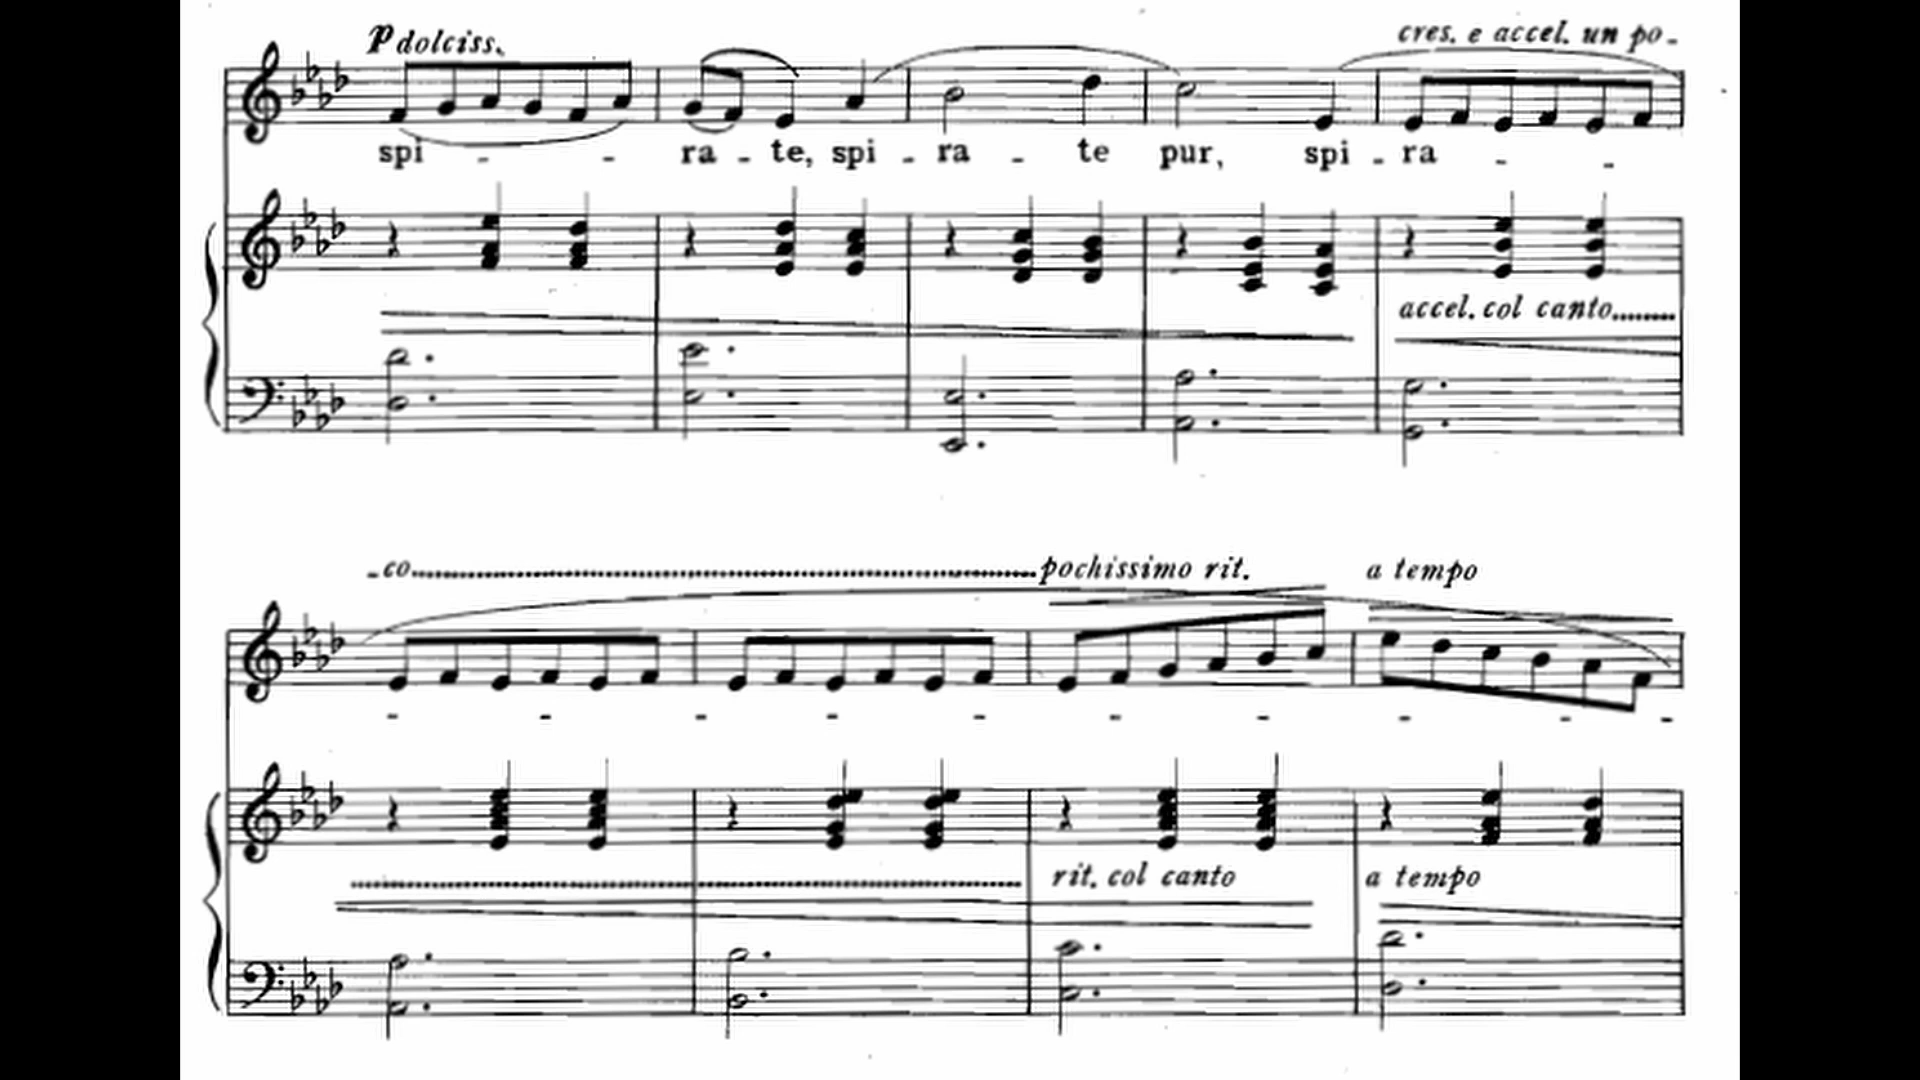 P dolciss. cres. e accel. un po-
spi - - ra - te, spi - ra - te pur, spi - ra - -
accel. col canto........
-co........ pochissimo rit. a tempo
- - - - - - - - - -
rit. col canto a tempo